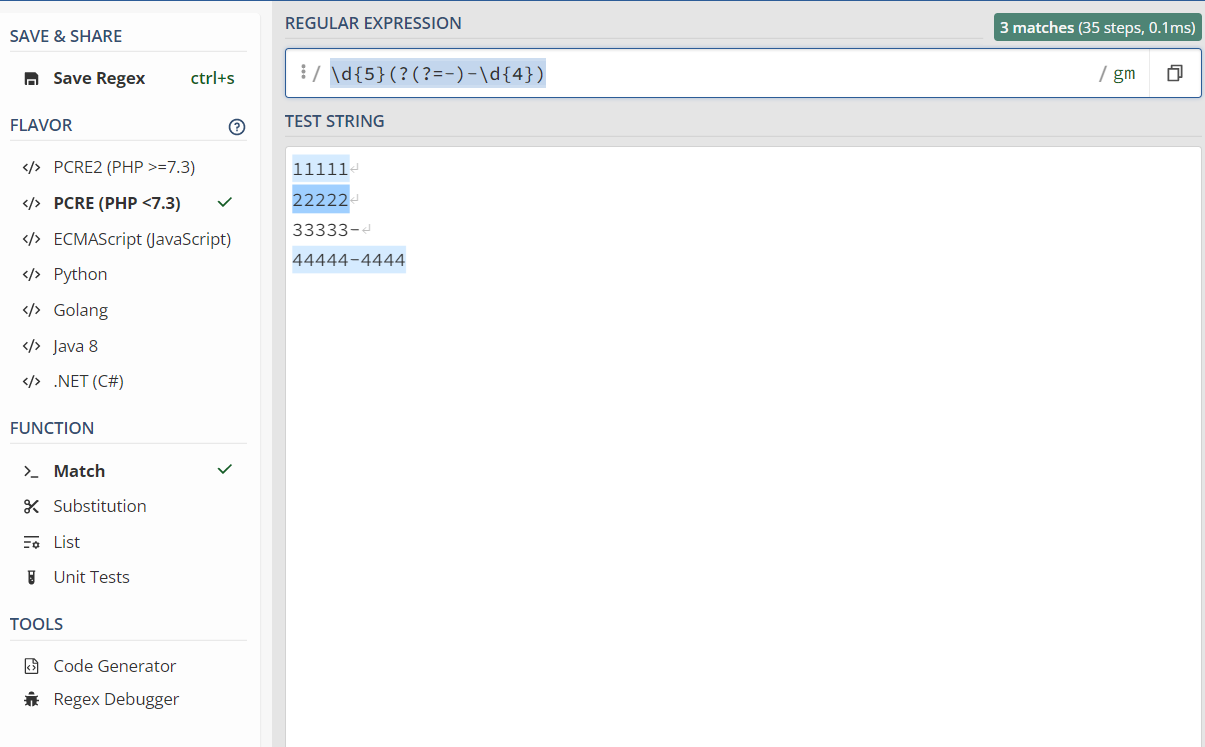 SAVE & SHARE
Save Regex ctrl+s
FLAVOR
</> PCRE2 (PHP >=7.3)
</> PCRE (PHP <7.3)
</> ECMAScript (JavaScript)
</> Python
</> Golang
</> Java 8
</> .NET (C#)
FUNCTION
>_ Match
Substitution
List
Unit Tests
TOOLS
Code Generator
Regex Debugger
REGULAR EXPRESSION
3 matches (35 steps, 0.1ms)
/ \d{5}(?(?=-)-\d{4}) / gm
TEST STRING
11111↵
22222↵
33333-↵
44444-4444